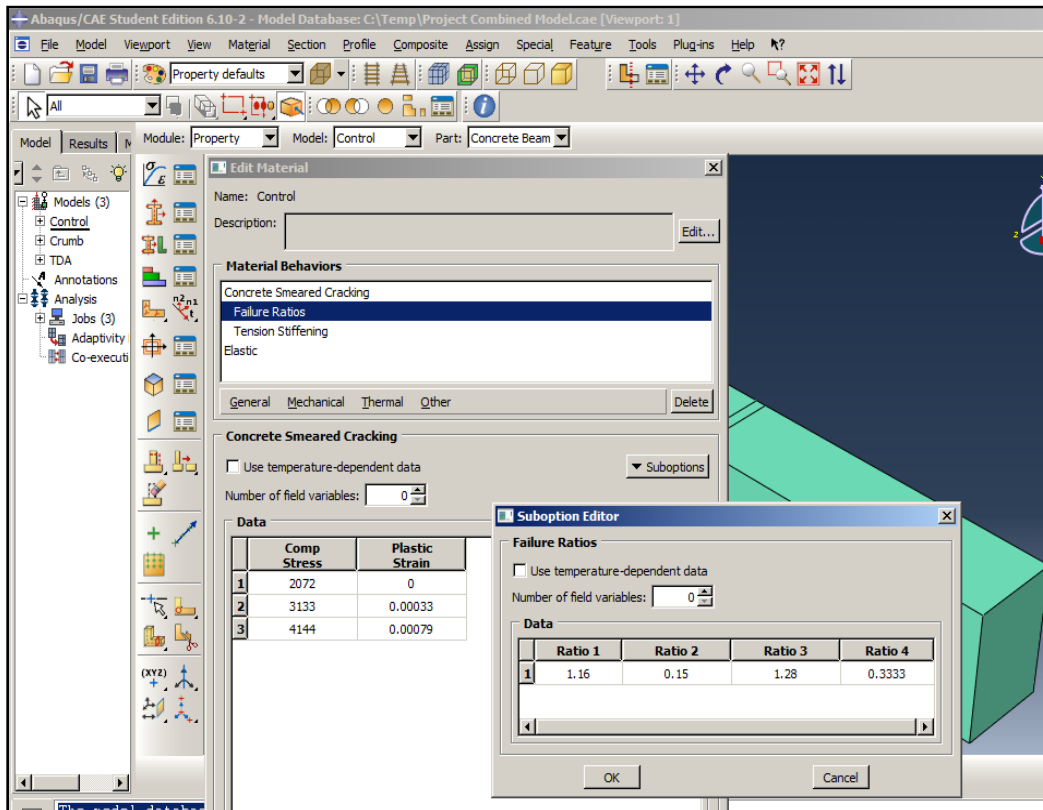 Abaqus/CAE Student Edition 6.10-2 - Model Database: C:\Temp\Project Combined Model.cae [Viewport: 1]
File Model Viewport View Material Section Profile Composite Assign Special Feature Tools Plug-ins Help
Property defaults
All
Model Results Module: Property Model: Control Part: Concrete Beam
Models (3)
Control
Crumb
TDA
Annotations
Analysis
Jobs (3)
Adaptivity
Co-executi
σ
ε
n2 n1
t
(XYZ)
Edit Material
Name: Control
Description:
Edit...
Material Behaviors
Concrete Smeared Cracking
Failure Ratios
Tension Stiffening
Elastic
General Mechanical Thermal Other Delete
Concrete Smeared Cracking
Use temperature-dependent data
Suboptions
Number of field variables: 0
Data
Comp Plastic
Stress Strain
1 2072 0
2 3133 0.00033
3 4144 0.00079
Suboption Editor
Failure Ratios
Use temperature-dependent data
Number of field variables: 0
Data
Ratio 1 Ratio 2 Ratio 3 Ratio 4
1 1.16 0.15 1.28 0.3333
OK Cancel
z
The model databas